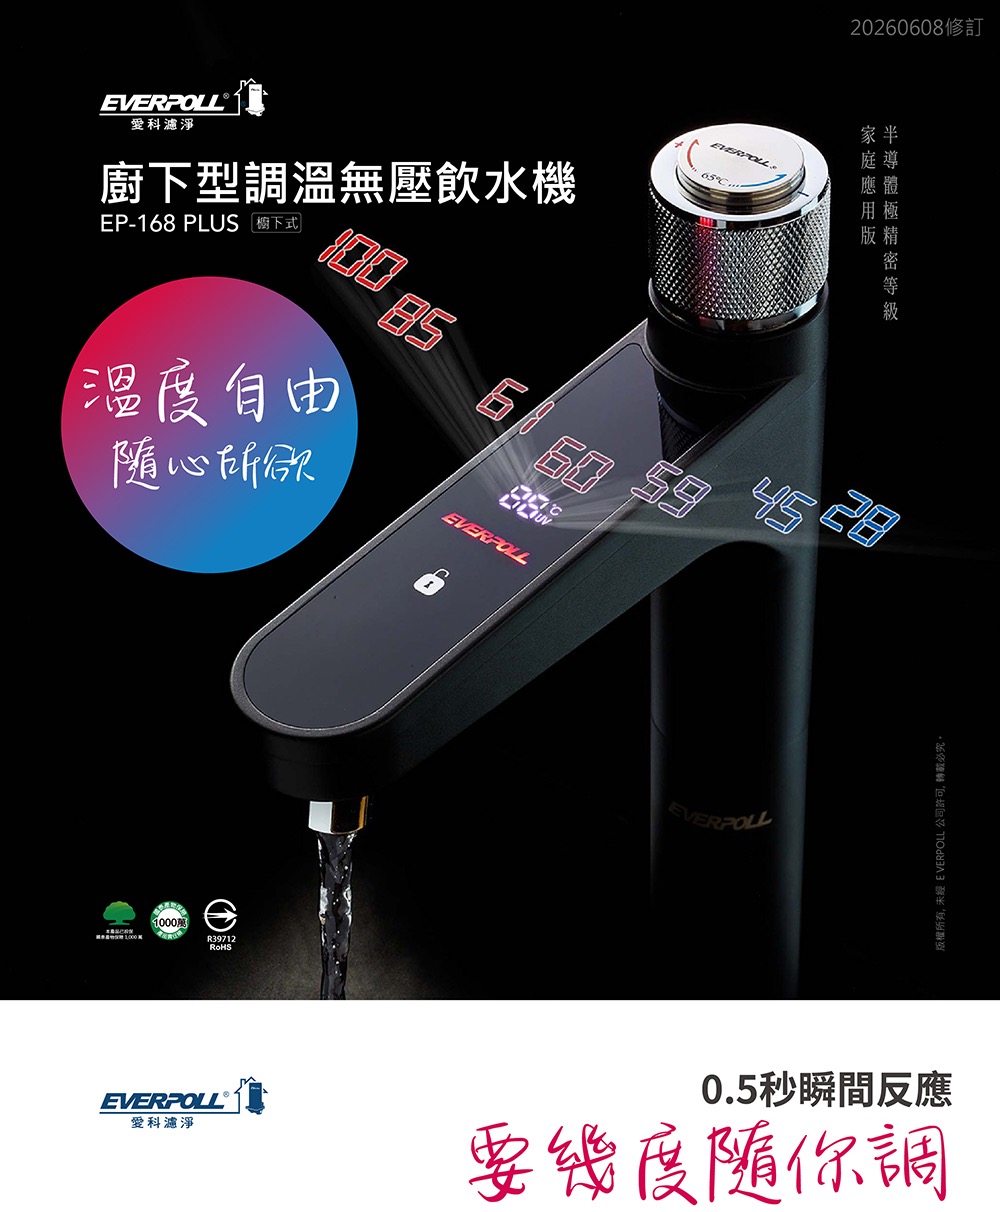 20260608修訂
EVERPOLL®
愛科濾淨
廚下型調溫無壓飲水機
EP-168 PLUS 櫥下式
半導體極精密等級
家庭應用版
EVERPOLL®
65°C
100
85
61
60
59
45
28
溫度自由
隨心所欲
88°C
UV
EVERPOLL
EVERPOLL
版權所有, 未經 EVERPOLL 公司許可, 轉載必究。
1000萬
R39712
RoHS
EVERPOLL®
愛科濾淨
0.5秒瞬間反應
要幾度隨你調